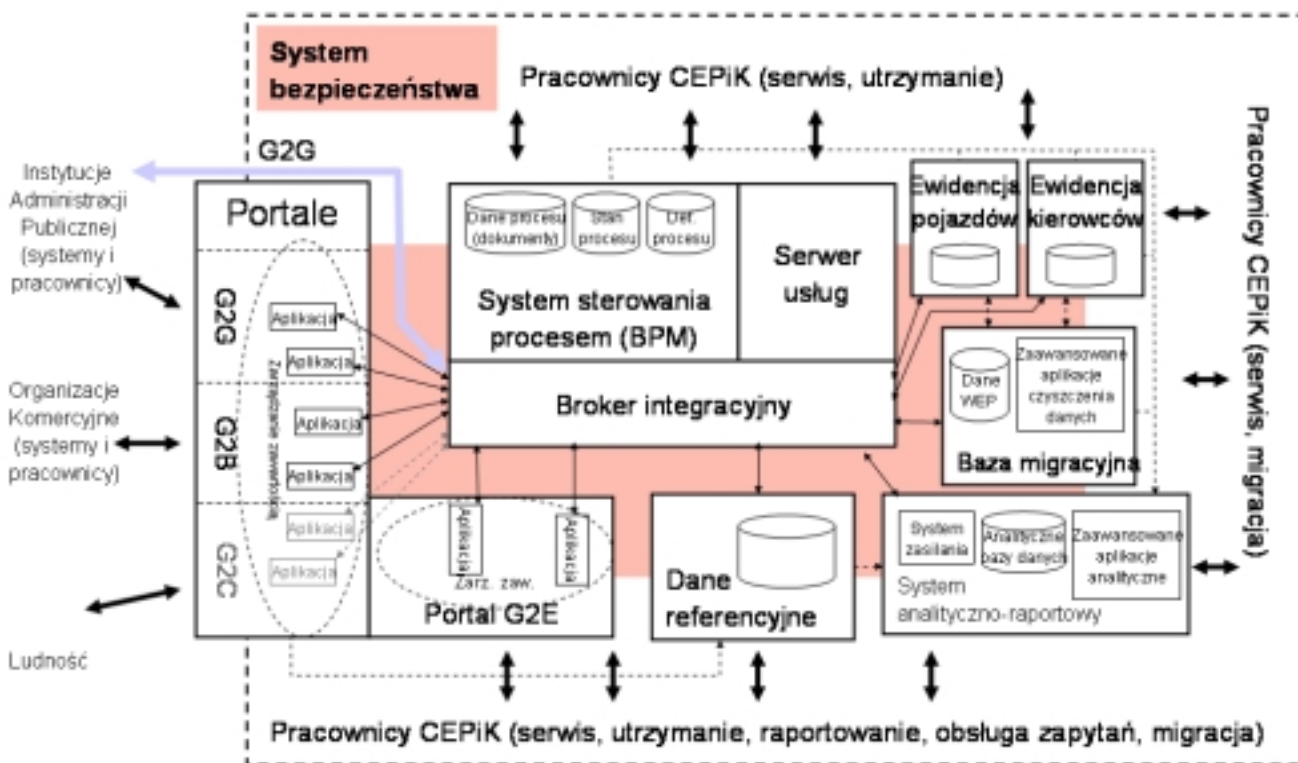 System
bezpieczeństwa
Pracownicy CEPiK (serwis, utrzymanie)
G2G
Instytucje
Administracji
Publicznej
(systemy i
pracownicy)
Organizacje
Komercyjne
(systemy i
pracownicy)
Ludność
Portale
G2G
G2B
G2C
Aplikacja
Aplikacja
Aplikacja
Aplikacja
Aplikacja
Aplikacja
Zarządzanie zawartością
Dane procesu
(dokumenty)
Stan
procesu
Def.
procesu
System sterowania
procesem (BPM)
Serwer
usług
Broker integracyjny
Ewidencja
pojazdów
Ewidencja
kierowców
Dane
WEP
Zaawansowane
aplikacje
czyszczenia
danych
Baza migracyjna
Aplikacja
Aplikacja
Zarz. zaw.
Portal G2E
Dane
referencyjne
System
zasilania
Analityczne
bazy danych
Zaawansowane
aplikacje
analityczne
System
analityczno-raportowy
Pracownicy CEPiK (serwis, migracja)
Pracownicy CEPiK (serwis, utrzymanie, raportowanie, obsługa zapytań, migracja)